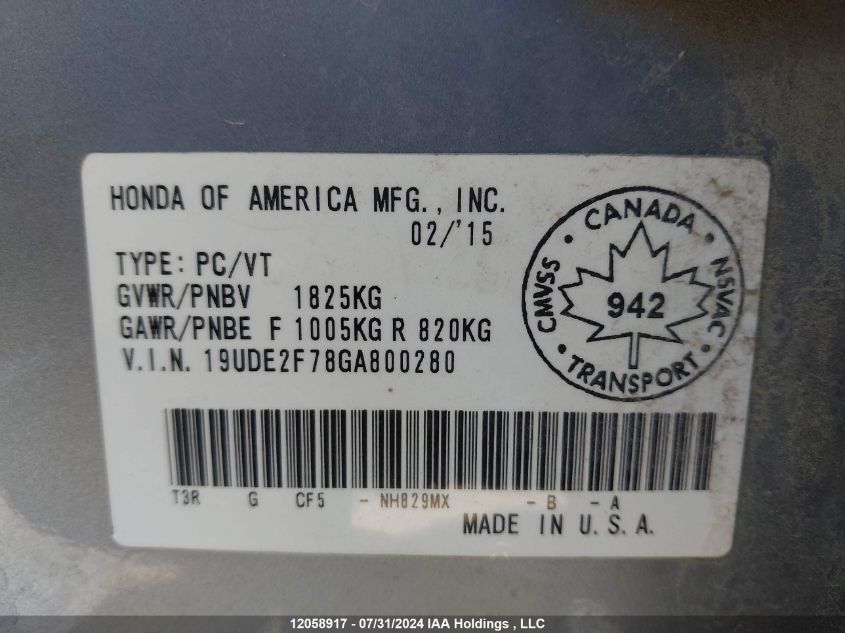 HONDA OF AMERICA MFG., INC.
02/'15
TYPE: PC/VT
GVWR/PNBV 1825KG
GAWR/PNBE F 1005KG R 820KG
V.I.N. 19UDE2F78GA800280
CANADA
CMVSS
942
NSVAC
TRANSPORT
T3R G CF5 - NH829MX - B - A
MADE IN U.S.A.
12058917 - 07/31/2024 IAA Holdings , LLC